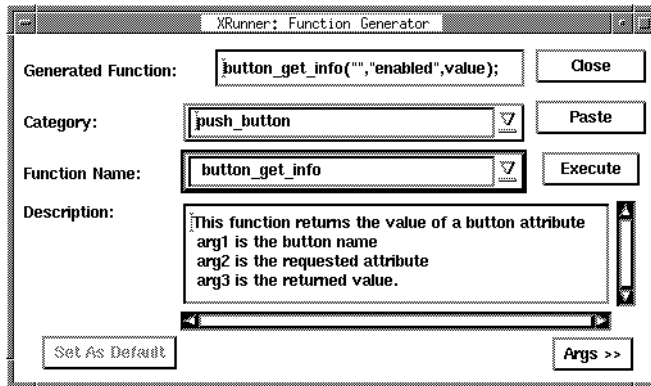 XRunner: Function Generator
Generated Function:
button_get_info("","enabled",value);
Close
Category:
push_button
Paste
Function Name:
button_get_info
Execute
Description:
This function returns the value of a button attribute
arg1 is the button name
arg2 is the requested attribute
arg3 is the returned value.
Set As Default
Args >>